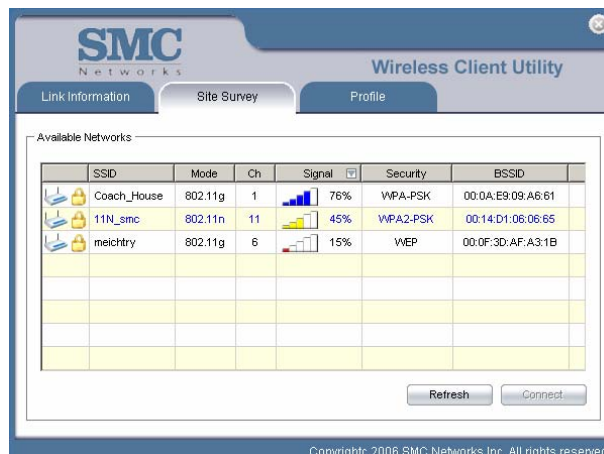 SMC
Networks
Wireless Client Utility
Link Information Site Survey Profile
Available Networks
SSID Mode Ch Signal Security BSSID
Coach_House 802.11g 1 76% WPA-PSK 00:0A:E9:09:A6:61
11N_smc 802.11n 11 45% WPA2-PSK 00:14:D1:06:06:65
meichtry 802.11g 6 15% WEP 00:0F:3D:AF:A3:1B
Refresh Connect
Copyrightc 2006 SMC Networks Inc. All rights reserved